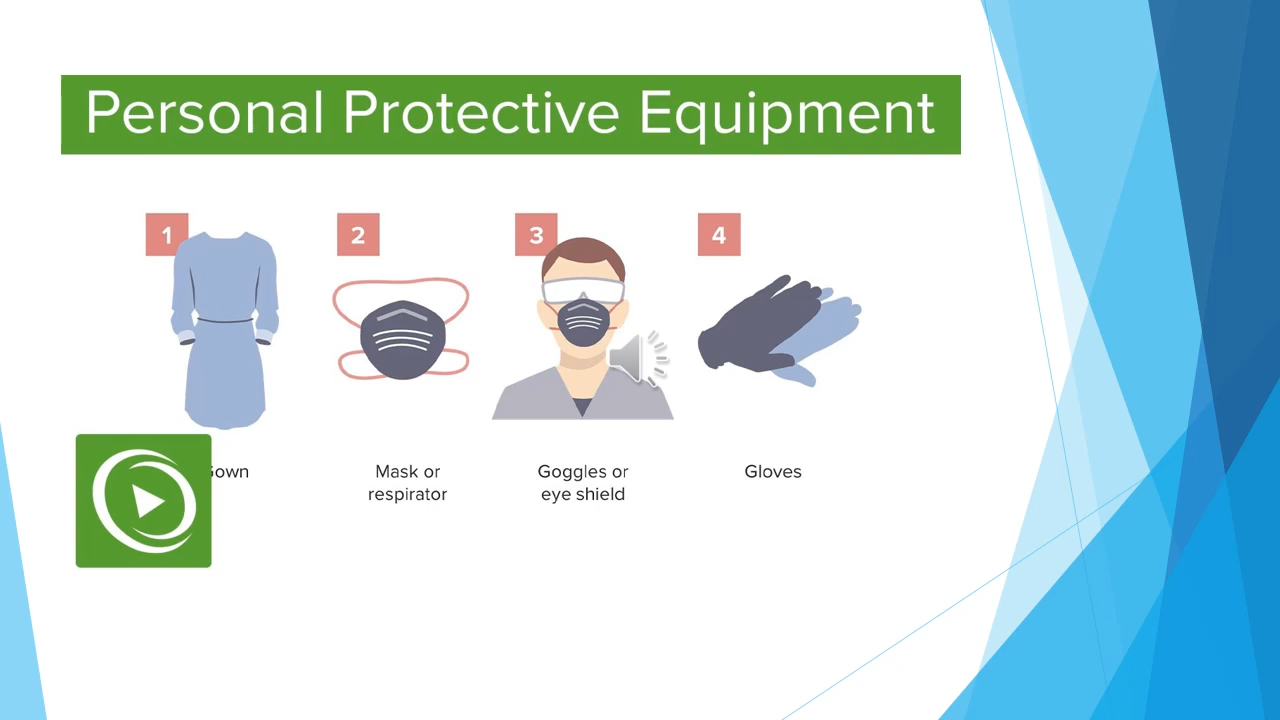 Personal Protective Equipment
1
2
3
4
Mask or
respirator
Goggles or
eye shield
Gloves